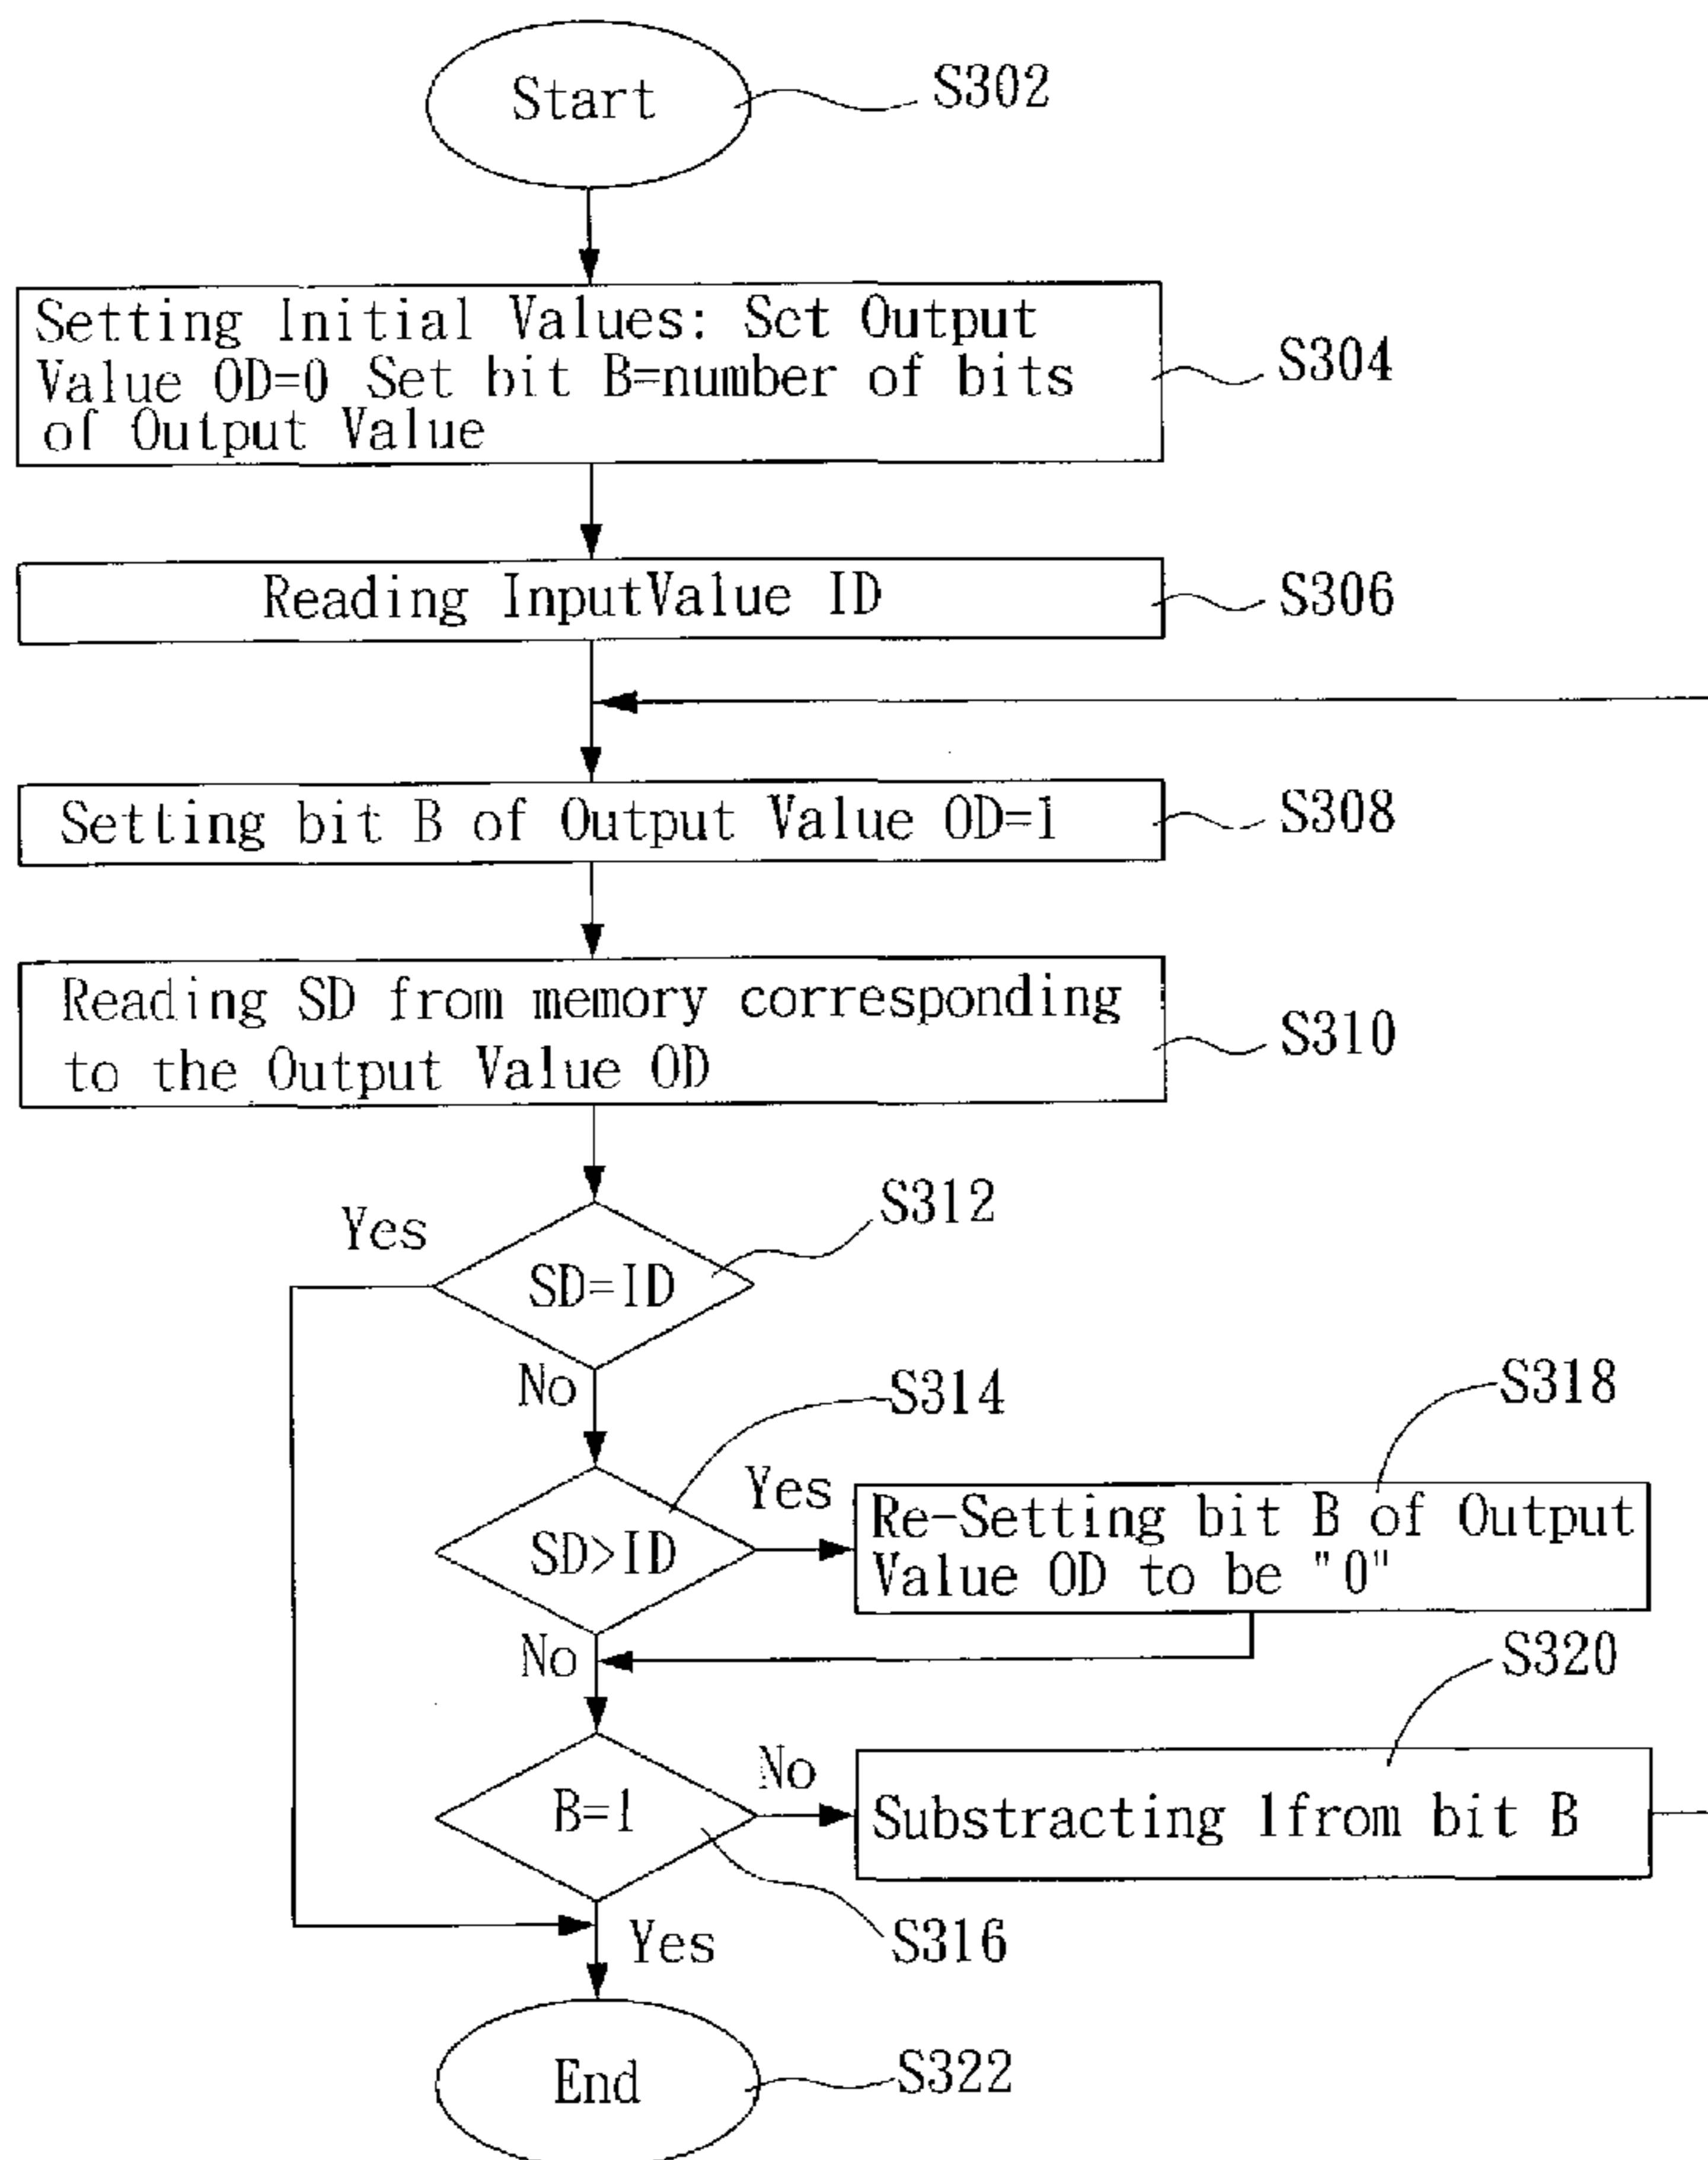 Start
S302
Setting Initial Values: Set Output
Value OD=0 Set bit B=number of bits
of Output Value
S304
Reading InputValue ID
S306
Setting bit B of Output Value OD=1
S308
Reading SD from memory corresponding
to the Output Value OD
S310
Yes
SD=ID
S312
No
S314
SD>ID
Yes
S318
Re-Setting bit B of Output
Value OD to be "0"
No
S320
B=1
No
Substracting 1from bit B
S316
Yes
End
S322